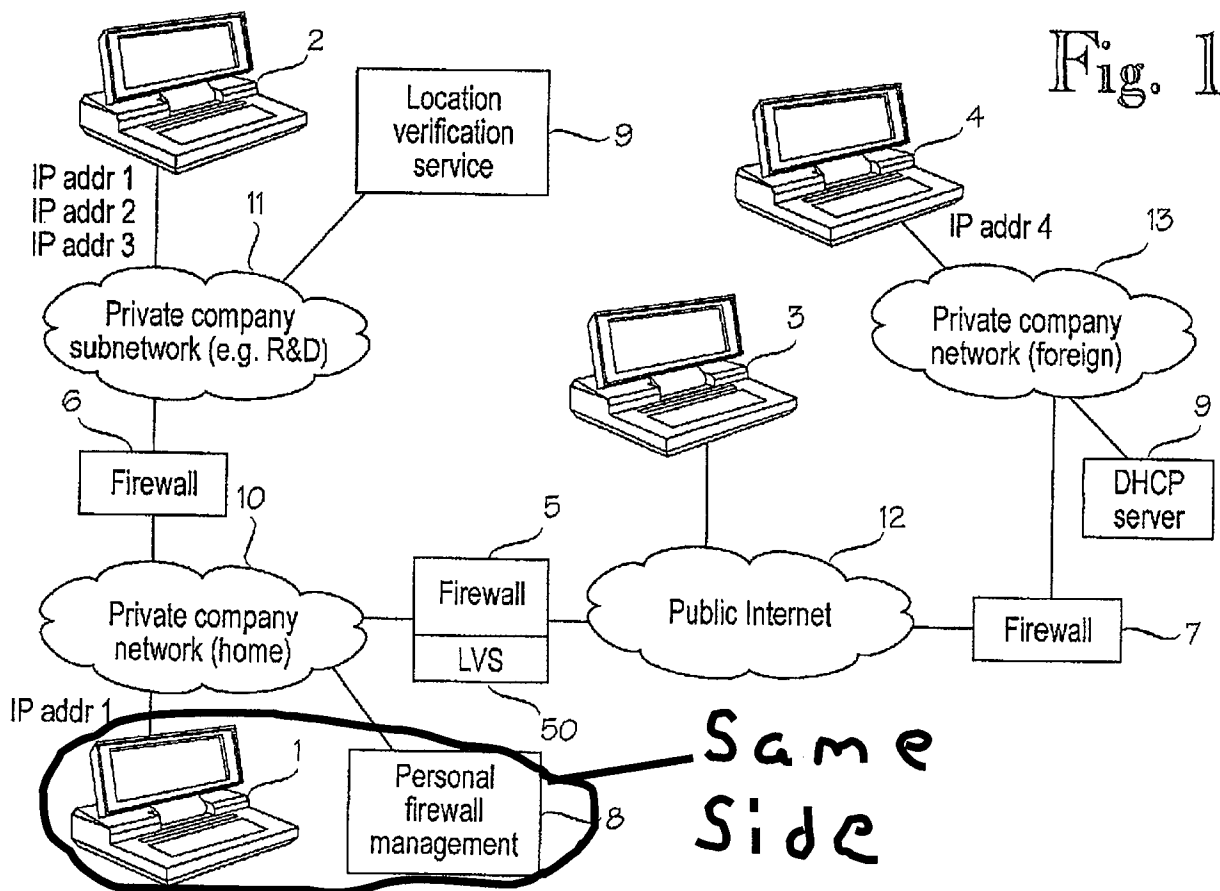 Fig. 1
2
Location
verification
service
9
4
IP addr 1
IP addr 2
IP addr 3
11
IP addr 4
13
Private company
subnetwork (e.g. R&D)
3
Private company
network (foreign)
6
Firewall
9
DHCP
server
10
5
12
Private company
network (home)
Firewall
LVS
Public Internet
Firewall
7
IP addr 1
50
1
Personal
firewall
management
8
Same
Side